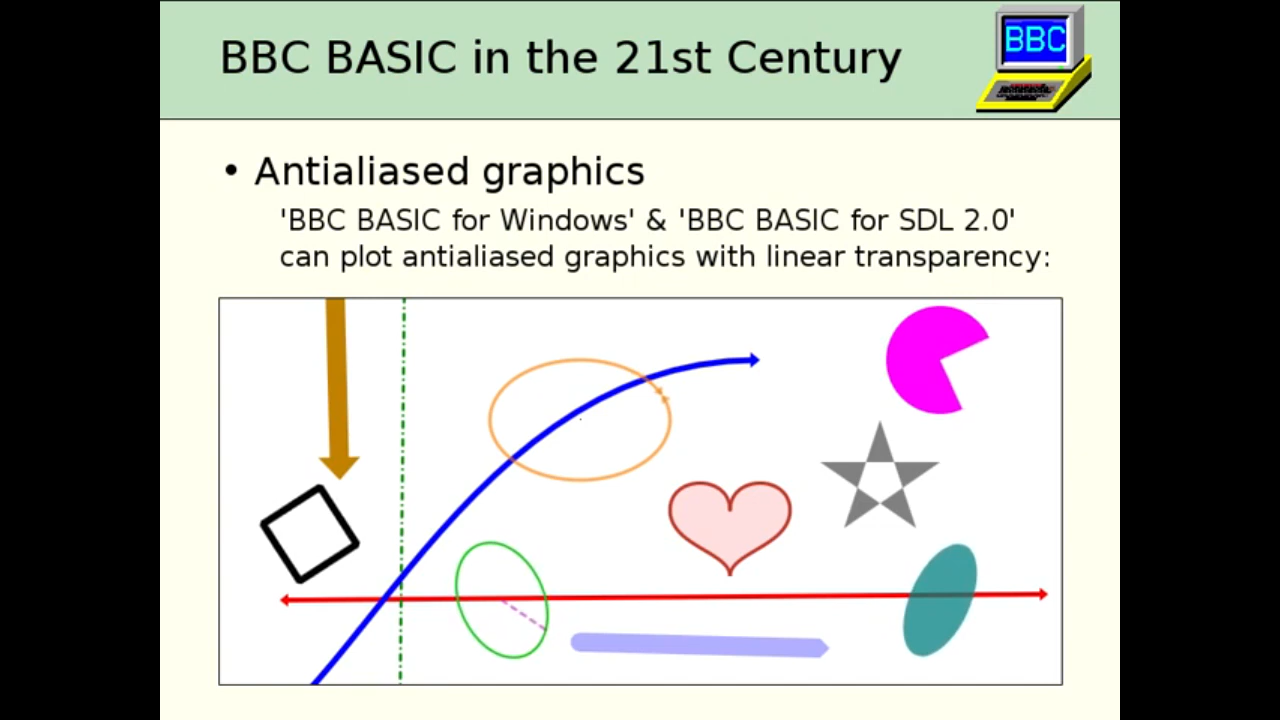 BBC BASIC in the 21st Century
BBC
• Antialiased graphics
'BBC BASIC for Windows' & 'BBC BASIC for SDL 2.0'
can plot antialiased graphics with linear transparency: